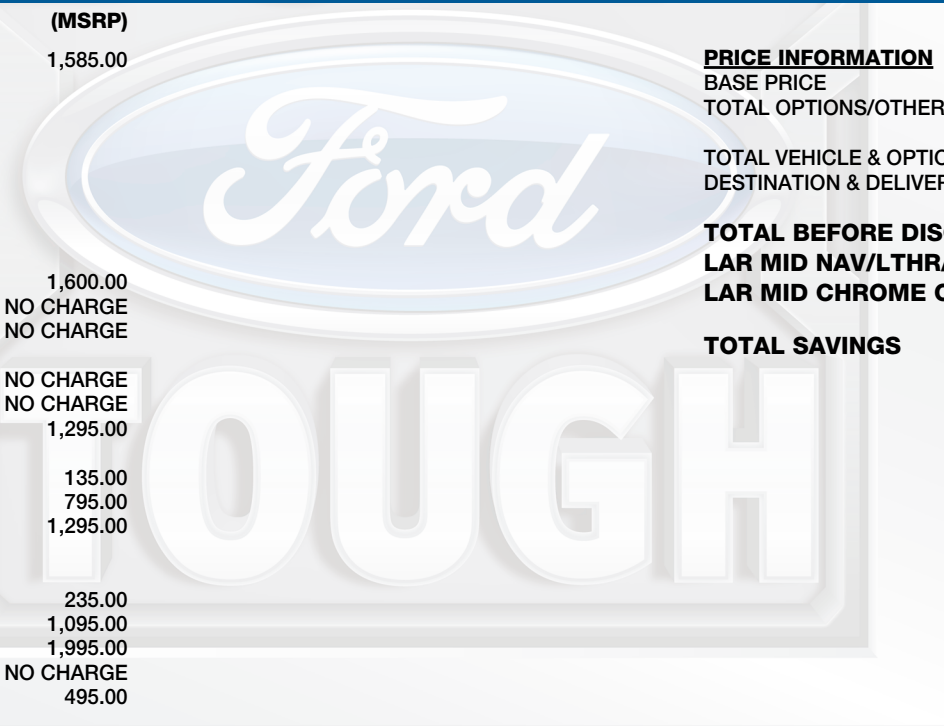 (MSRP)
1,585.00
1,600.00
NO CHARGE
NO CHARGE
NO CHARGE
NO CHARGE
1,295.00
135.00
795.00
1,295.00
235.00
1,095.00
1,995.00
NO CHARGE
495.00
PRICE INFORMATION
BASE PRICE
TOTAL OPTIONS/OTHER
TOTAL VEHICLE & OPTIO
DESTINATION & DELIVER
TOTAL BEFORE DIS
LAR MID NAV/LTHR/
LAR MID CHROME C
TOTAL SAVINGS
Ford
TOUGH